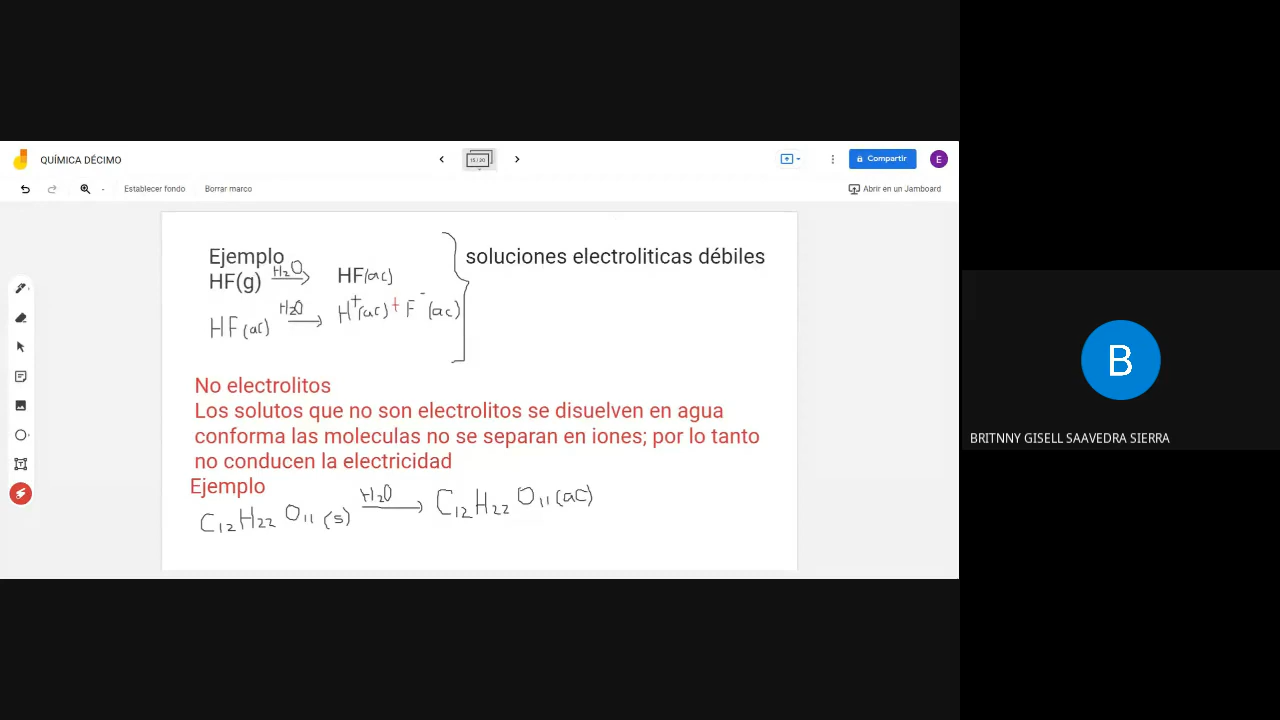 QUÍMICA DÉCIMO
15 / 20
Compartir
E
Establecer fondo
Borrar marco
Abrir en un Jamboard
Ejemplo
soluciones electroliticas débiles
HF(g) H₂O → HF(ac)
HF(ac) H₂O → H⁺(ac) + F⁻(ac)
No electrolitos
Los solutos que no son electrolitos se disuelven en agua
conforma las moleculas no se separan en iones; por lo tanto
no conducen la electricidad
Ejemplo
C₁₂H₂₂O₁₁(s) H₂O → C₁₂H₂₂O₁₁(ac)
B
BRITNNY GISELL SAAVEDRA SIERRA